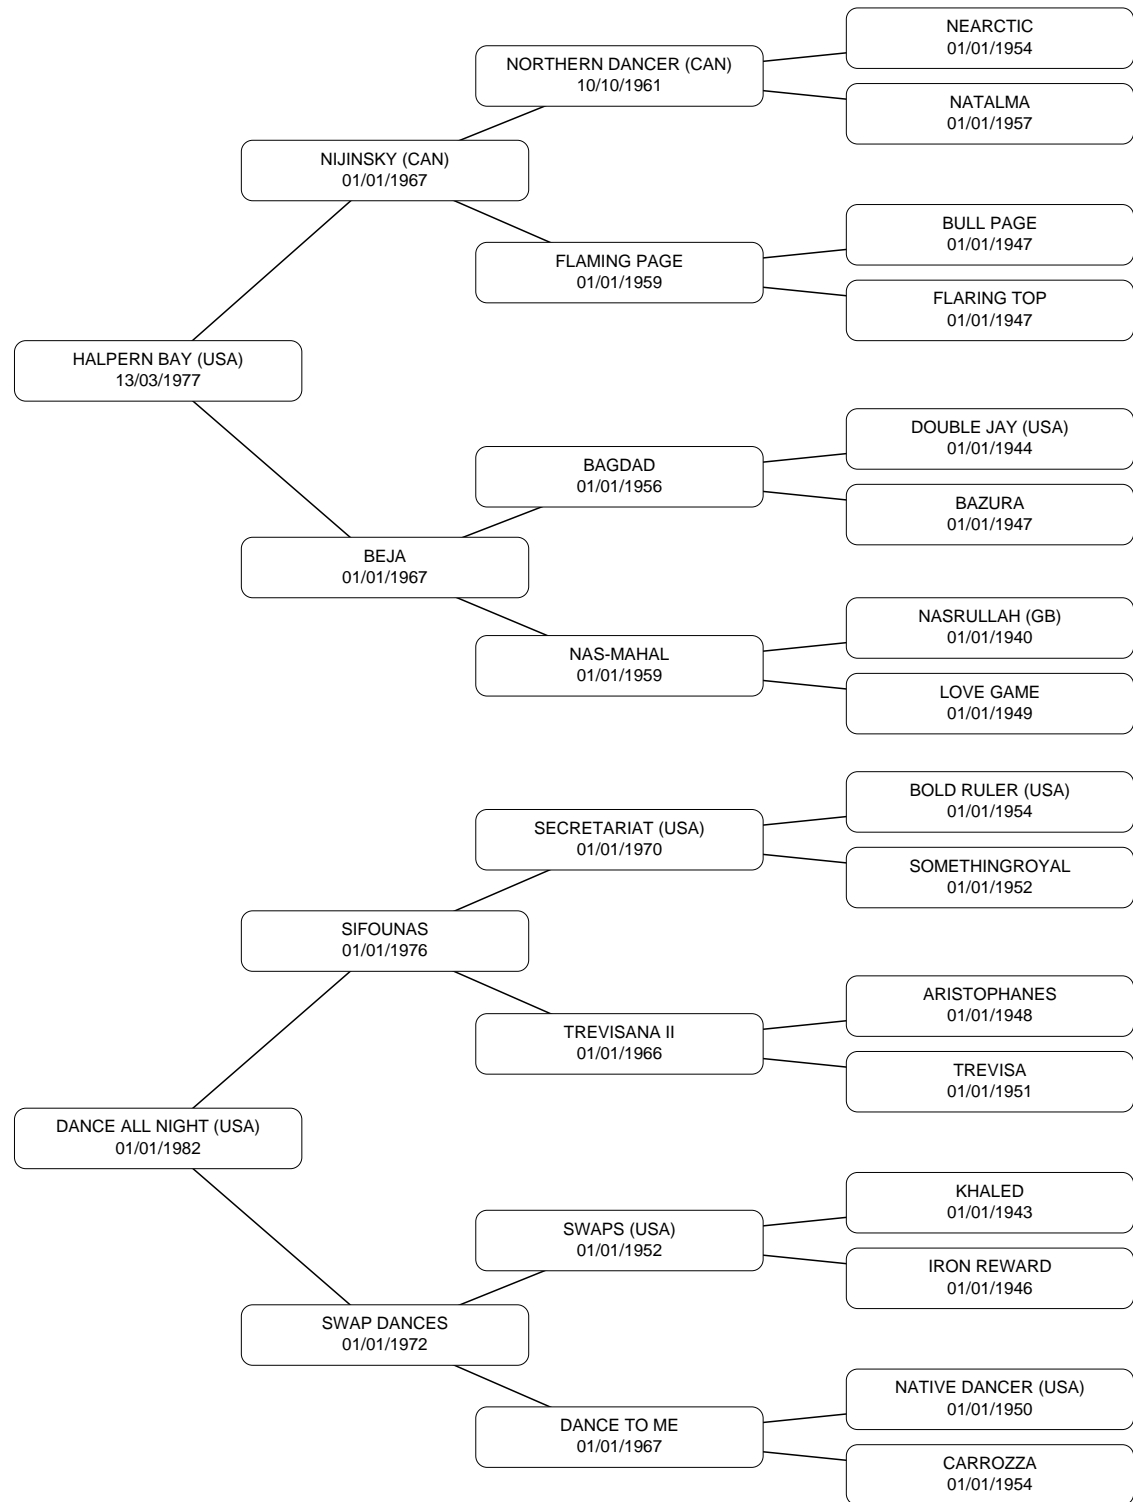 NEARCTIC
01/01/1954
NORTHERN DANCER (CAN)
10/10/1961
NATALMA
01/01/1957
NIJINSKY (CAN)
01/01/1967
BULL PAGE
01/01/1947
FLAMING PAGE
01/01/1959
FLARING TOP
01/01/1947
HALPERN BAY (USA)
13/03/1977
DOUBLE JAY (USA)
01/01/1944
BAGDAD
01/01/1956
BAZURA
01/01/1947
BEJA
01/01/1967
NASRULLAH (GB)
01/01/1940
NAS-MAHAL
01/01/1959
LOVE GAME
01/01/1949
BOLD RULER (USA)
01/01/1954
SECRETARIAT (USA)
01/01/1970
SOMETHINGROYAL
01/01/1952
SIFOUNAS
01/01/1976
ARISTOPHANES
01/01/1948
TREVISANA II
01/01/1966
TREVISA
01/01/1951
DANCE ALL NIGHT (USA)
01/01/1982
KHALED
01/01/1943
SWAPS (USA)
01/01/1952
IRON REWARD
01/01/1946
SWAP DANCES
01/01/1972
NATIVE DANCER (USA)
01/01/1950
DANCE TO ME
01/01/1967
CARROZZA
01/01/1954